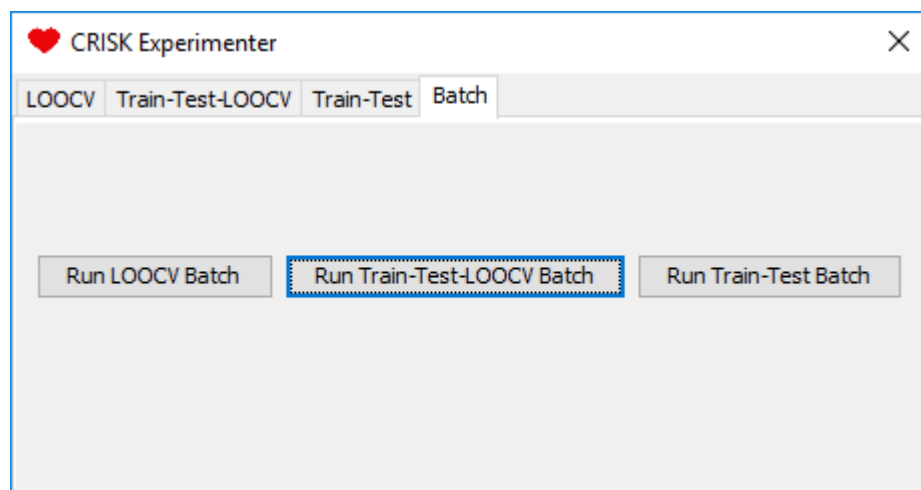 CRISK Experimenter
LOOCV Train-Test-LOOCV Train-Test Batch
Run LOOCV Batch Run Train-Test-LOOCV Batch Run Train-Test Batch